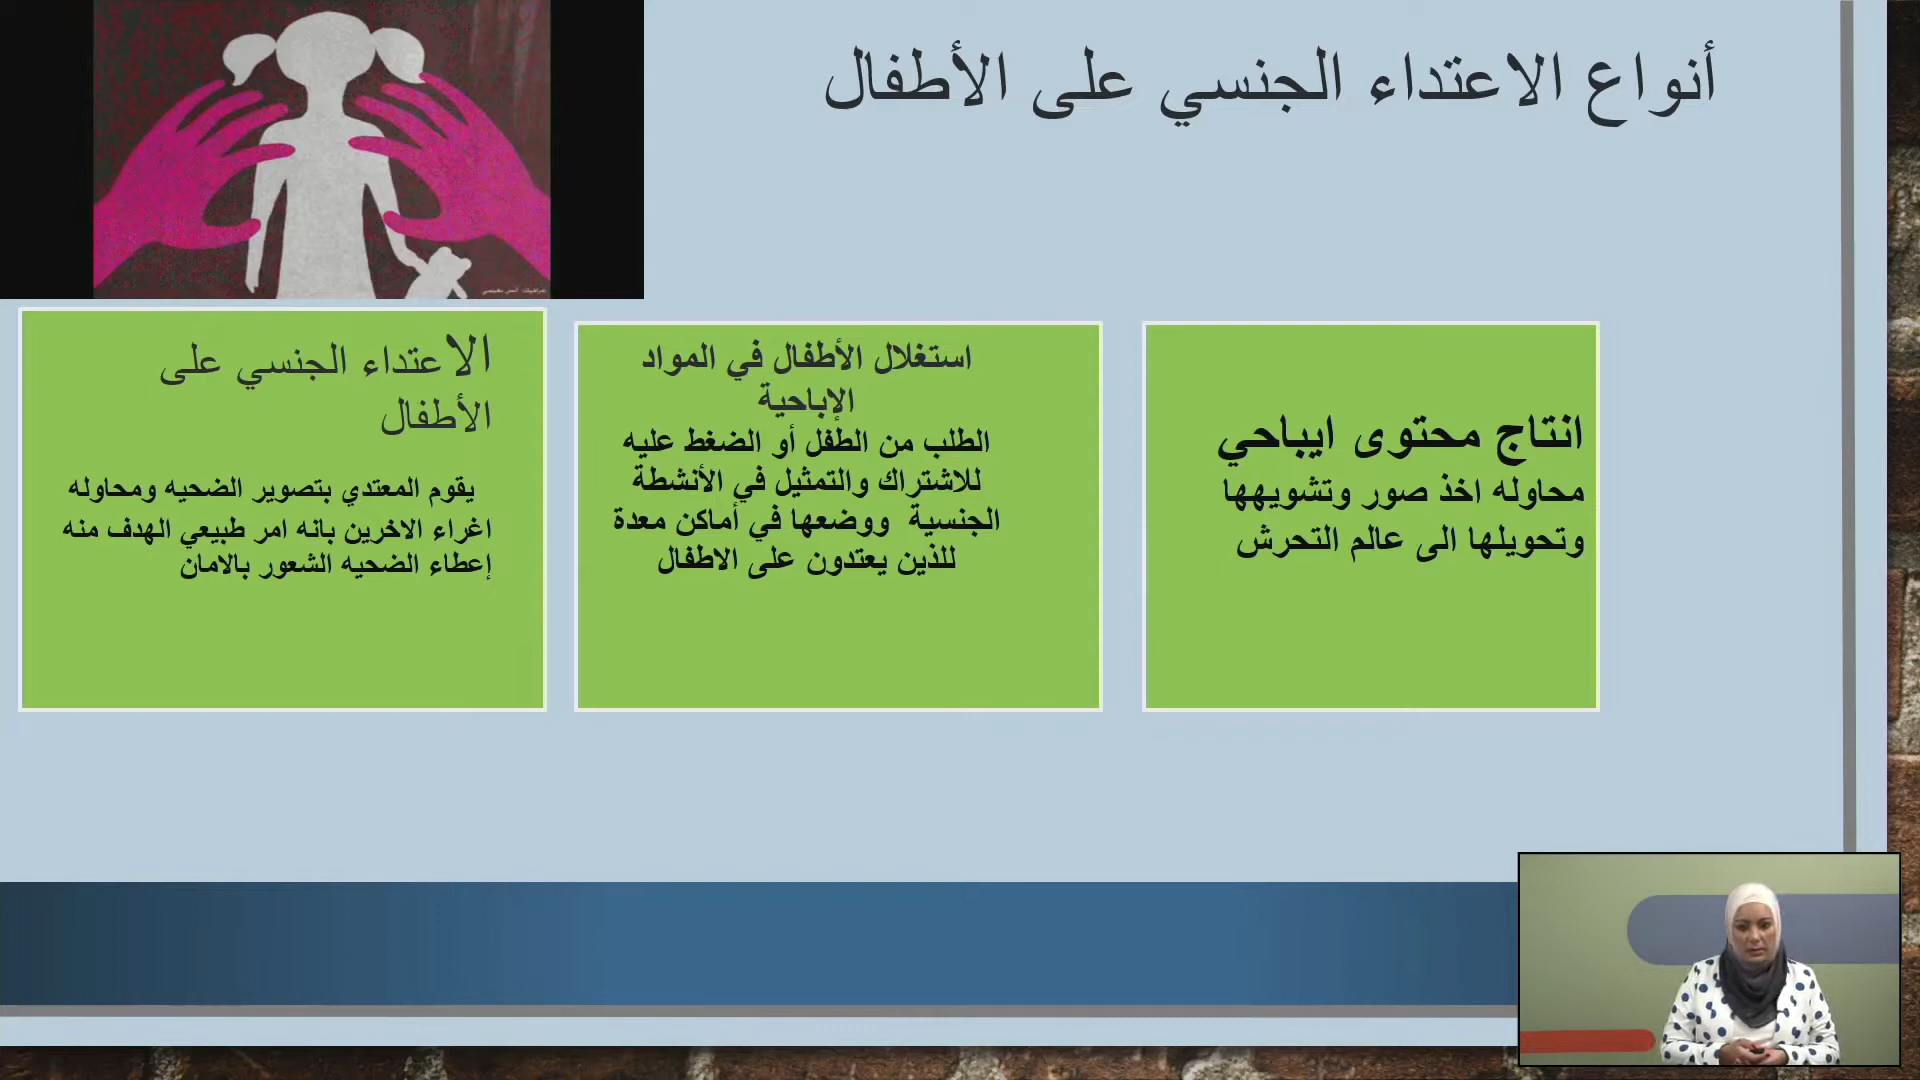 أنواع الاعتداء الجنسي على الأطفال
انتاج محتوى ايباحي
محاوله اخذ صور وتشويهها
وتحويلها الى عالم التحرش
استغلال الأطفال في المواد
الإباحية
الطلب من الطفل أو الضغط عليه
للاشتراك والتمثيل في الأنشطة
الجنسية ووضعها في أماكن معدة
للذين يعتدون على الاطفال
الاعتداء الجنسي على
الأطفال
يقوم المعتدي بتصوير الضحيه ومحاوله
اغراء الاخرين بانه امر طبيعي الهدف منه
إعطاء الضحيه الشعور بالامان